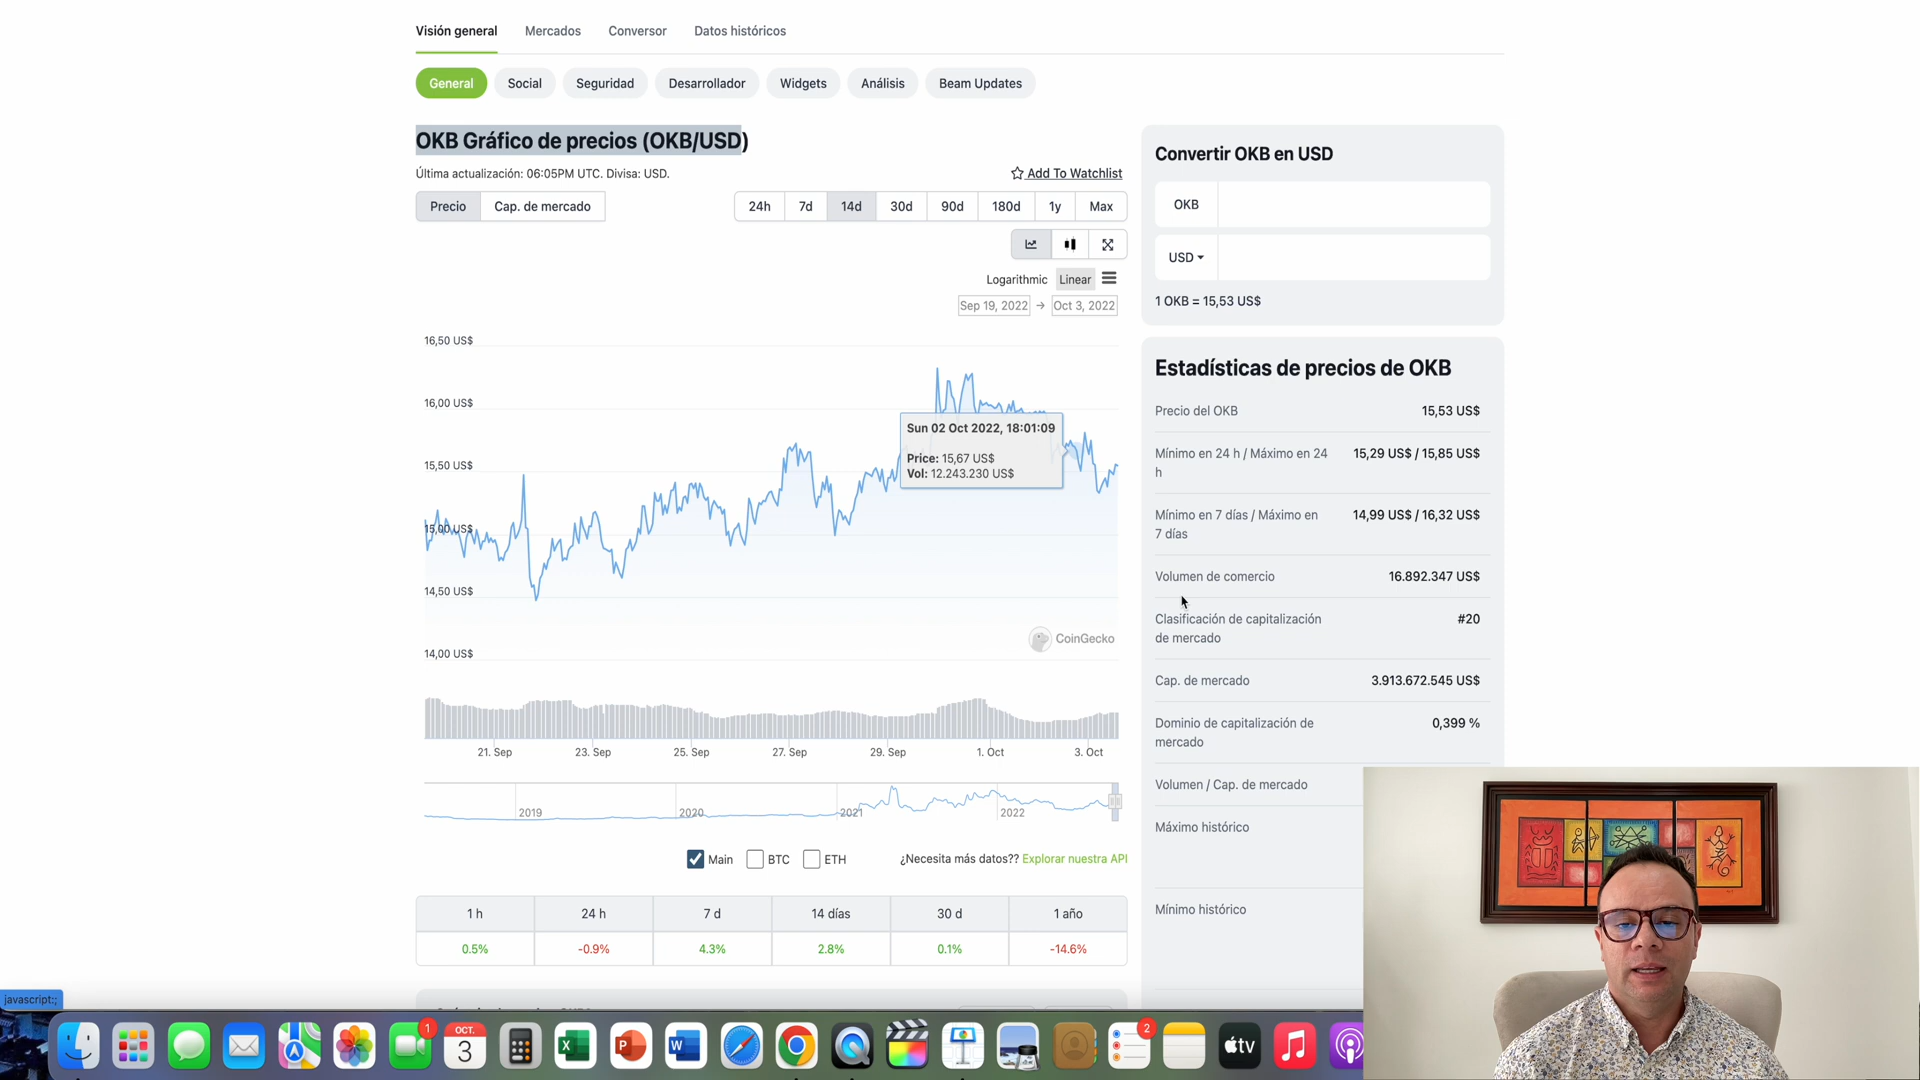 Visión general
Mercados
Conversor
Datos históricos
General
Social
Seguridad
Desarrollador
Widgets
Análisis
Beam Updates
OKB Gráfico de precios (OKB/USD)
Última actualización: 06:05PM UTC. Divisa: USD.
Add To Watchlist
Precio
Cap. de mercado
24h
7d
14d
30d
90d
180d
1y
Max
Logarithmic
Linear
Sep 19, 2022 → Oct 3, 2022
16,50 US$
16,00 US$
15,50 US$
15,00 US$
14,50 US$
14,00 US$
Sun 02 Oct 2022, 18:01:09
Price: 15,67 US$
Vol: 12.243.230 US$
CoinGecko
21. Sep
23. Sep
25. Sep
27. Sep
29. Sep
1. Oct
3. Oct
2019
2020
2021
2022
Main
BTC
ETH
¿Necesita más datos?? Explorar nuestra API
1 h
24 h
7 d
14 días
30 d
1 año
0.5%
-0.9%
4.3%
2.8%
0.1%
-14.6%
Convertir OKB en USD
OKB
USD
1 OKB = 15,53 US$
Estadísticas de precios de OKB
Precio del OKB
15,53 US$
Mínimo en 24 h / Máximo en 24
h
15,29 US$ / 15,85 US$
Mínimo en 7 días / Máximo en
7 días
14,99 US$ / 16,32 US$
Volumen de comercio
16.892.347 US$
Clasificación de capitalización
de mercado
#20
Cap. de mercado
3.913.672.545 US$
Dominio de capitalización de
mercado
0,399 %
Volumen / Cap. de mercado
Máximo histórico
Mínimo histórico
javascript:;
1
OCT.
3
X
P
W
2
tv